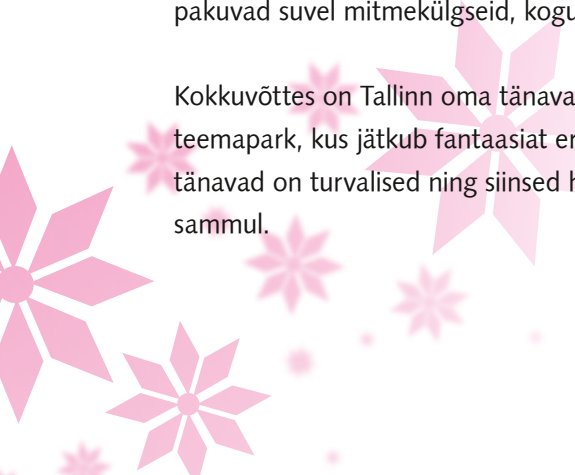 pakuvad suvel mitmekülgseid, kogu
Kokkuvõttes on Tallinn oma tänava
teemapark, kus jätkub fantaasiat er
tänavad on turvalised ning siinsed h
sammul.